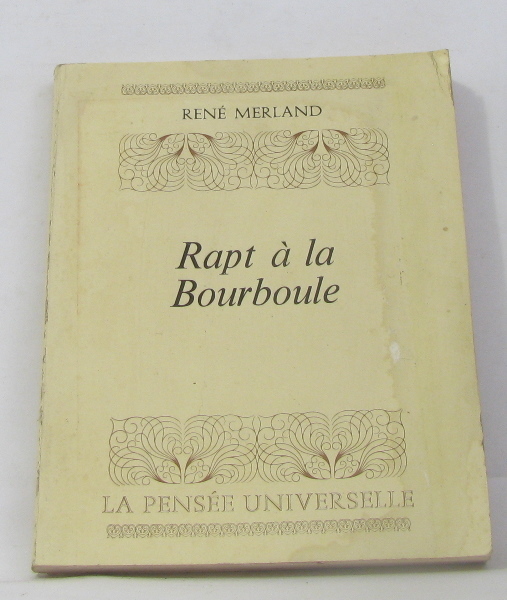 RENÉ MERLAND
Rapt à la
Bourboule
LA PENSÉE UNIVERSELLE